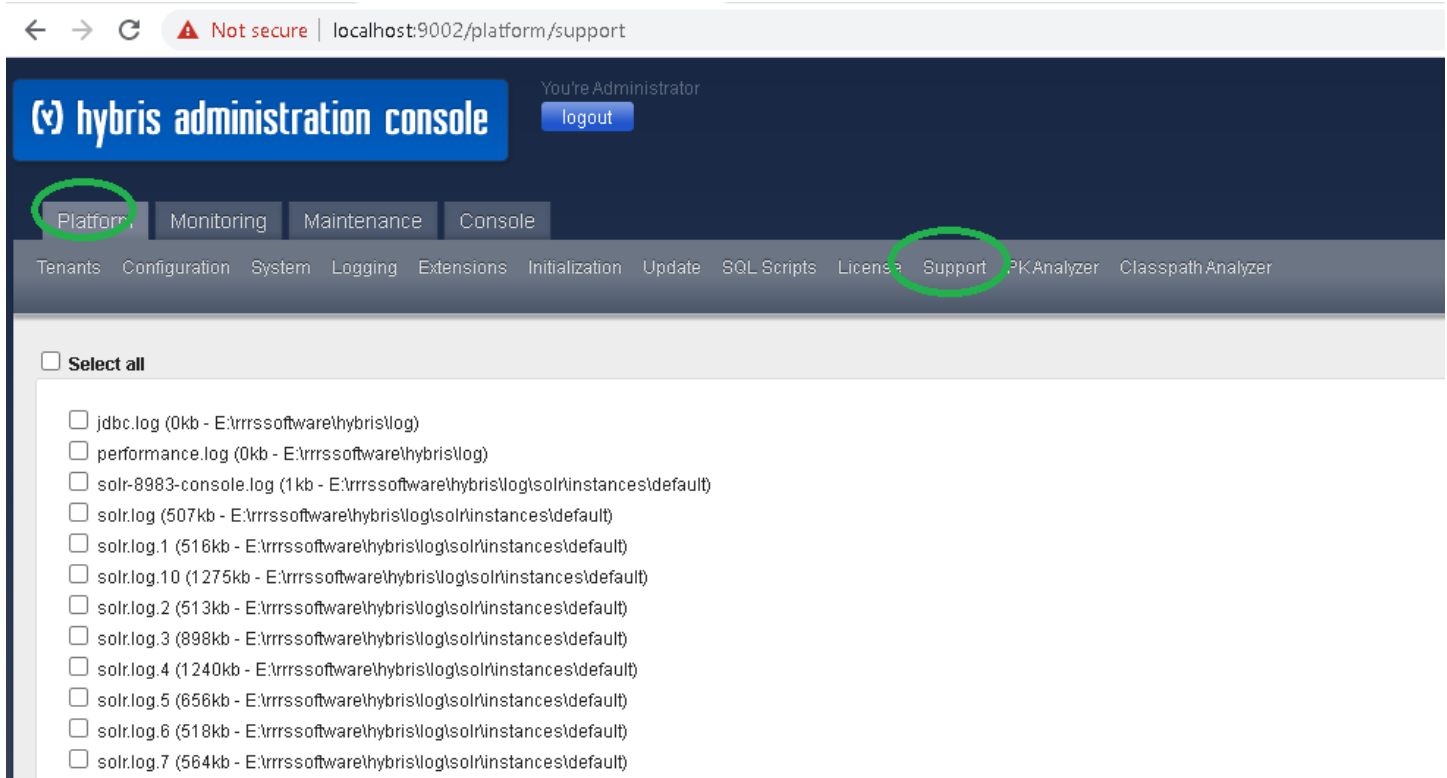 Not secure | localhost:9002/platform/support
You're Administrator
(v) hybris administration console
logout
Platform Monitoring Maintenance Console
Tenants Configuration System Logging Extensions Initialization Update SQL Scripts License Support PKAnalyzer Classpath Analyzer
Select all
jdbc.log (0kb - E:\rrrssoftware\hybris\log)
performance.log (0kb - E:\rrrssoftware\hybris\log)
solr-8983-console.log (1kb - E:\rrrssoftware\hybris\log\solr\instances\default)
solr.log (507kb - E:\rrrssoftware\hybris\log\solr\instances\default)
solr.log.1 (516kb - E:\rrrssoftware\hybris\log\solr\instances\default)
solr.log.10 (1275kb - E:\rrrssoftware\hybris\log\solr\instances\default)
solr.log.2 (513kb - E:\rrrssoftware\hybris\log\solr\instances\default)
solr.log.3 (898kb - E:\rrrssoftware\hybris\log\solr\instances\default)
solr.log.4 (1240kb - E:\rrrssoftware\hybris\log\solr\instances\default)
solr.log.5 (656kb - E:\rrrssoftware\hybris\log\solr\instances\default)
solr.log.6 (518kb - E:\rrrssoftware\hybris\log\solr\instances\default)
solr.log.7 (564kb - E:\rrrssoftware\hybris\log\solr\instances\default)